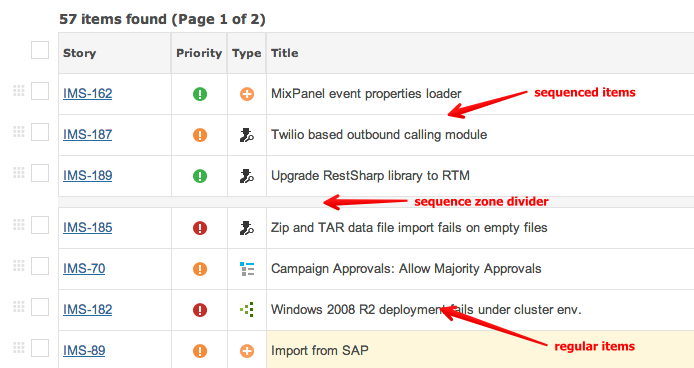 57 items found (Page 1 of 2)
Story Priority Type Title
IMS-162 MixPanel event properties loader
sequenced items
IMS-187 Twilio based outbound calling module
IMS-189 Upgrade RestSharp library to RTM
sequence zone divider
IMS-185 Zip and TAR data file import fails on empty files
IMS-70 Campaign Approvals: Allow Majority Approvals
IMS-182 Windows 2008 R2 deployment fails under cluster env.
regular items
IMS-89 Import from SAP